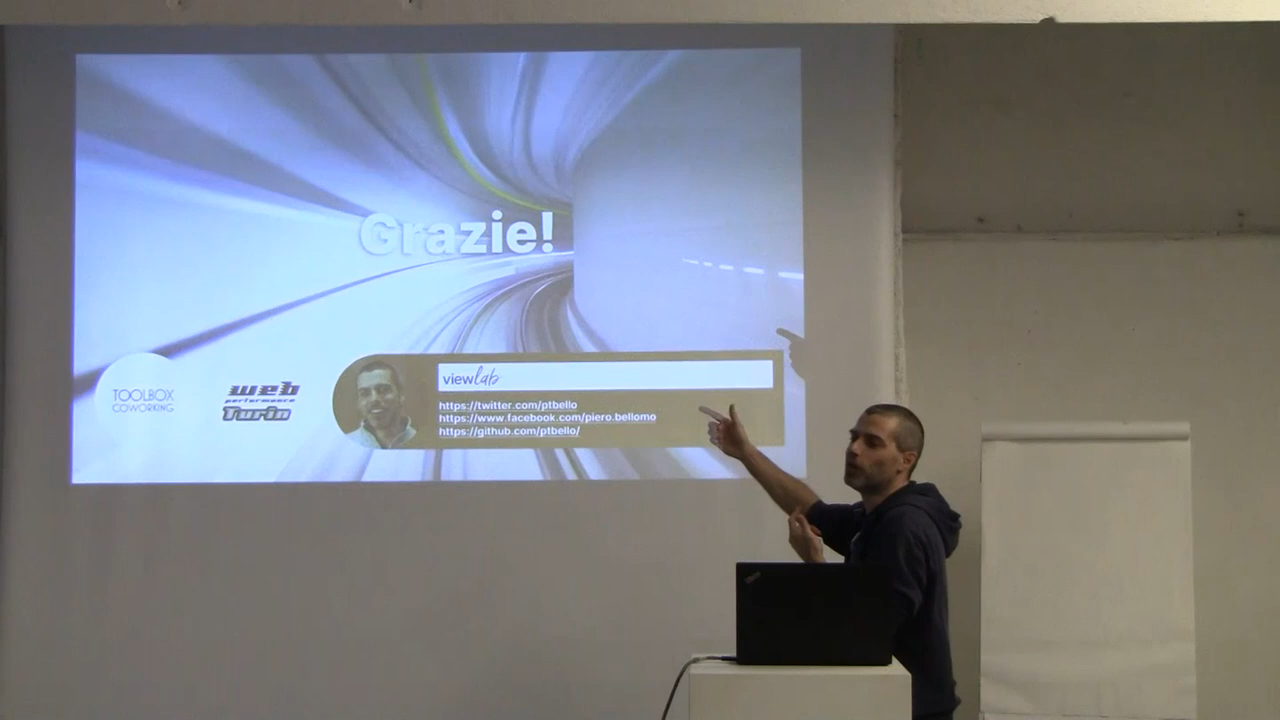 Grazie!
TOOLBOX
COWORKING
web
performance
Turin
viewlab
https://twitter.com/ptbello
https://www.facebook.com/piero.bellomo
https://github.com/ptbello/